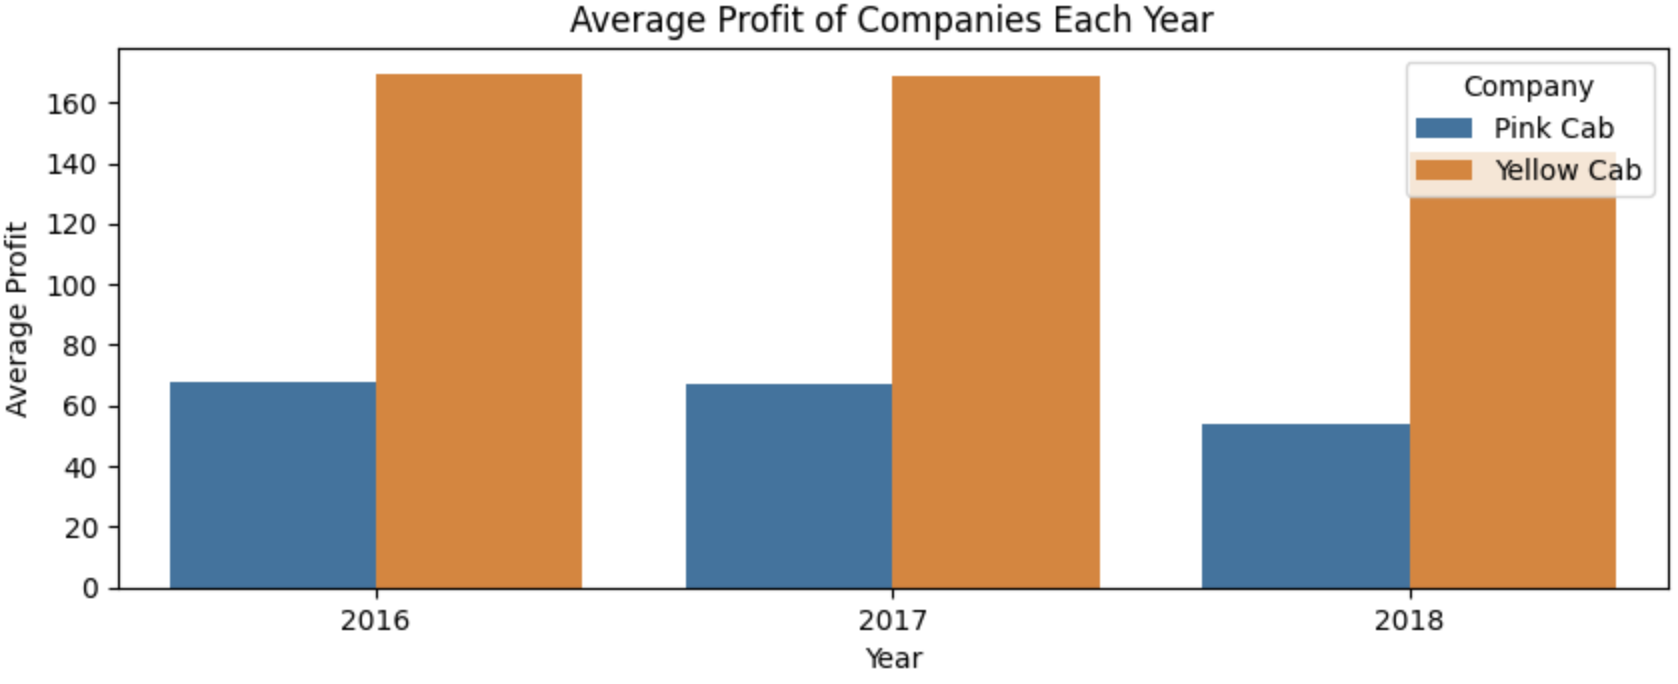 Average Profit of Companies Each Year
Company
Pink Cab
Yellow Cab
Average Profit
160
140
120
100
80
60
40
20
0
2016 2017 2018
Year